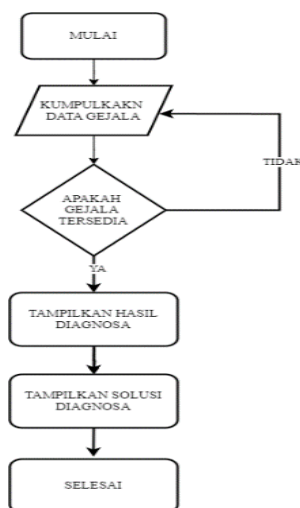 MULAI
KUMPULKAKN
DATA GEJALA
TIDAK
APAKAH
GEJALA
TERSEDIA
YA
TAMPILKAN HASIL
DIAGNOSA
TAMPILKAN SOLUSI
DIAGNOSA
SELESAI